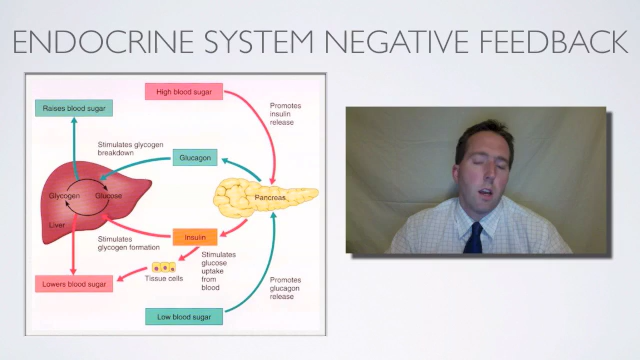 ENDOCRINE SYSTEM NEGATIVE FEEDBACK
High blood sugar
Raises blood sugar
Promotes
insulin
release
Stimulates glycogen
breakdown
Glucagon
Glycogen
Glucose
Pancreas
Liver
Insulin
Stimulates
glycogen formation
Stimulates
glucose
uptake
from
blood
Tissue cells
Lowers blood sugar
Promotes
glucagon
release
Low blood sugar